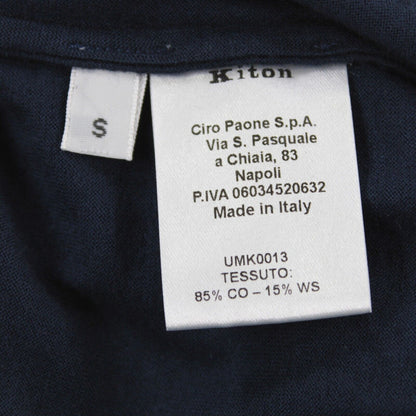 Kiton
S
Ciro Paone S.p.A.
Via S. Pasquale
a Chiaia, 83
Napoli
P.IVA 06034520632
Made in Italy
UMK0013
TESSUTO:
85% CO – 15% WS